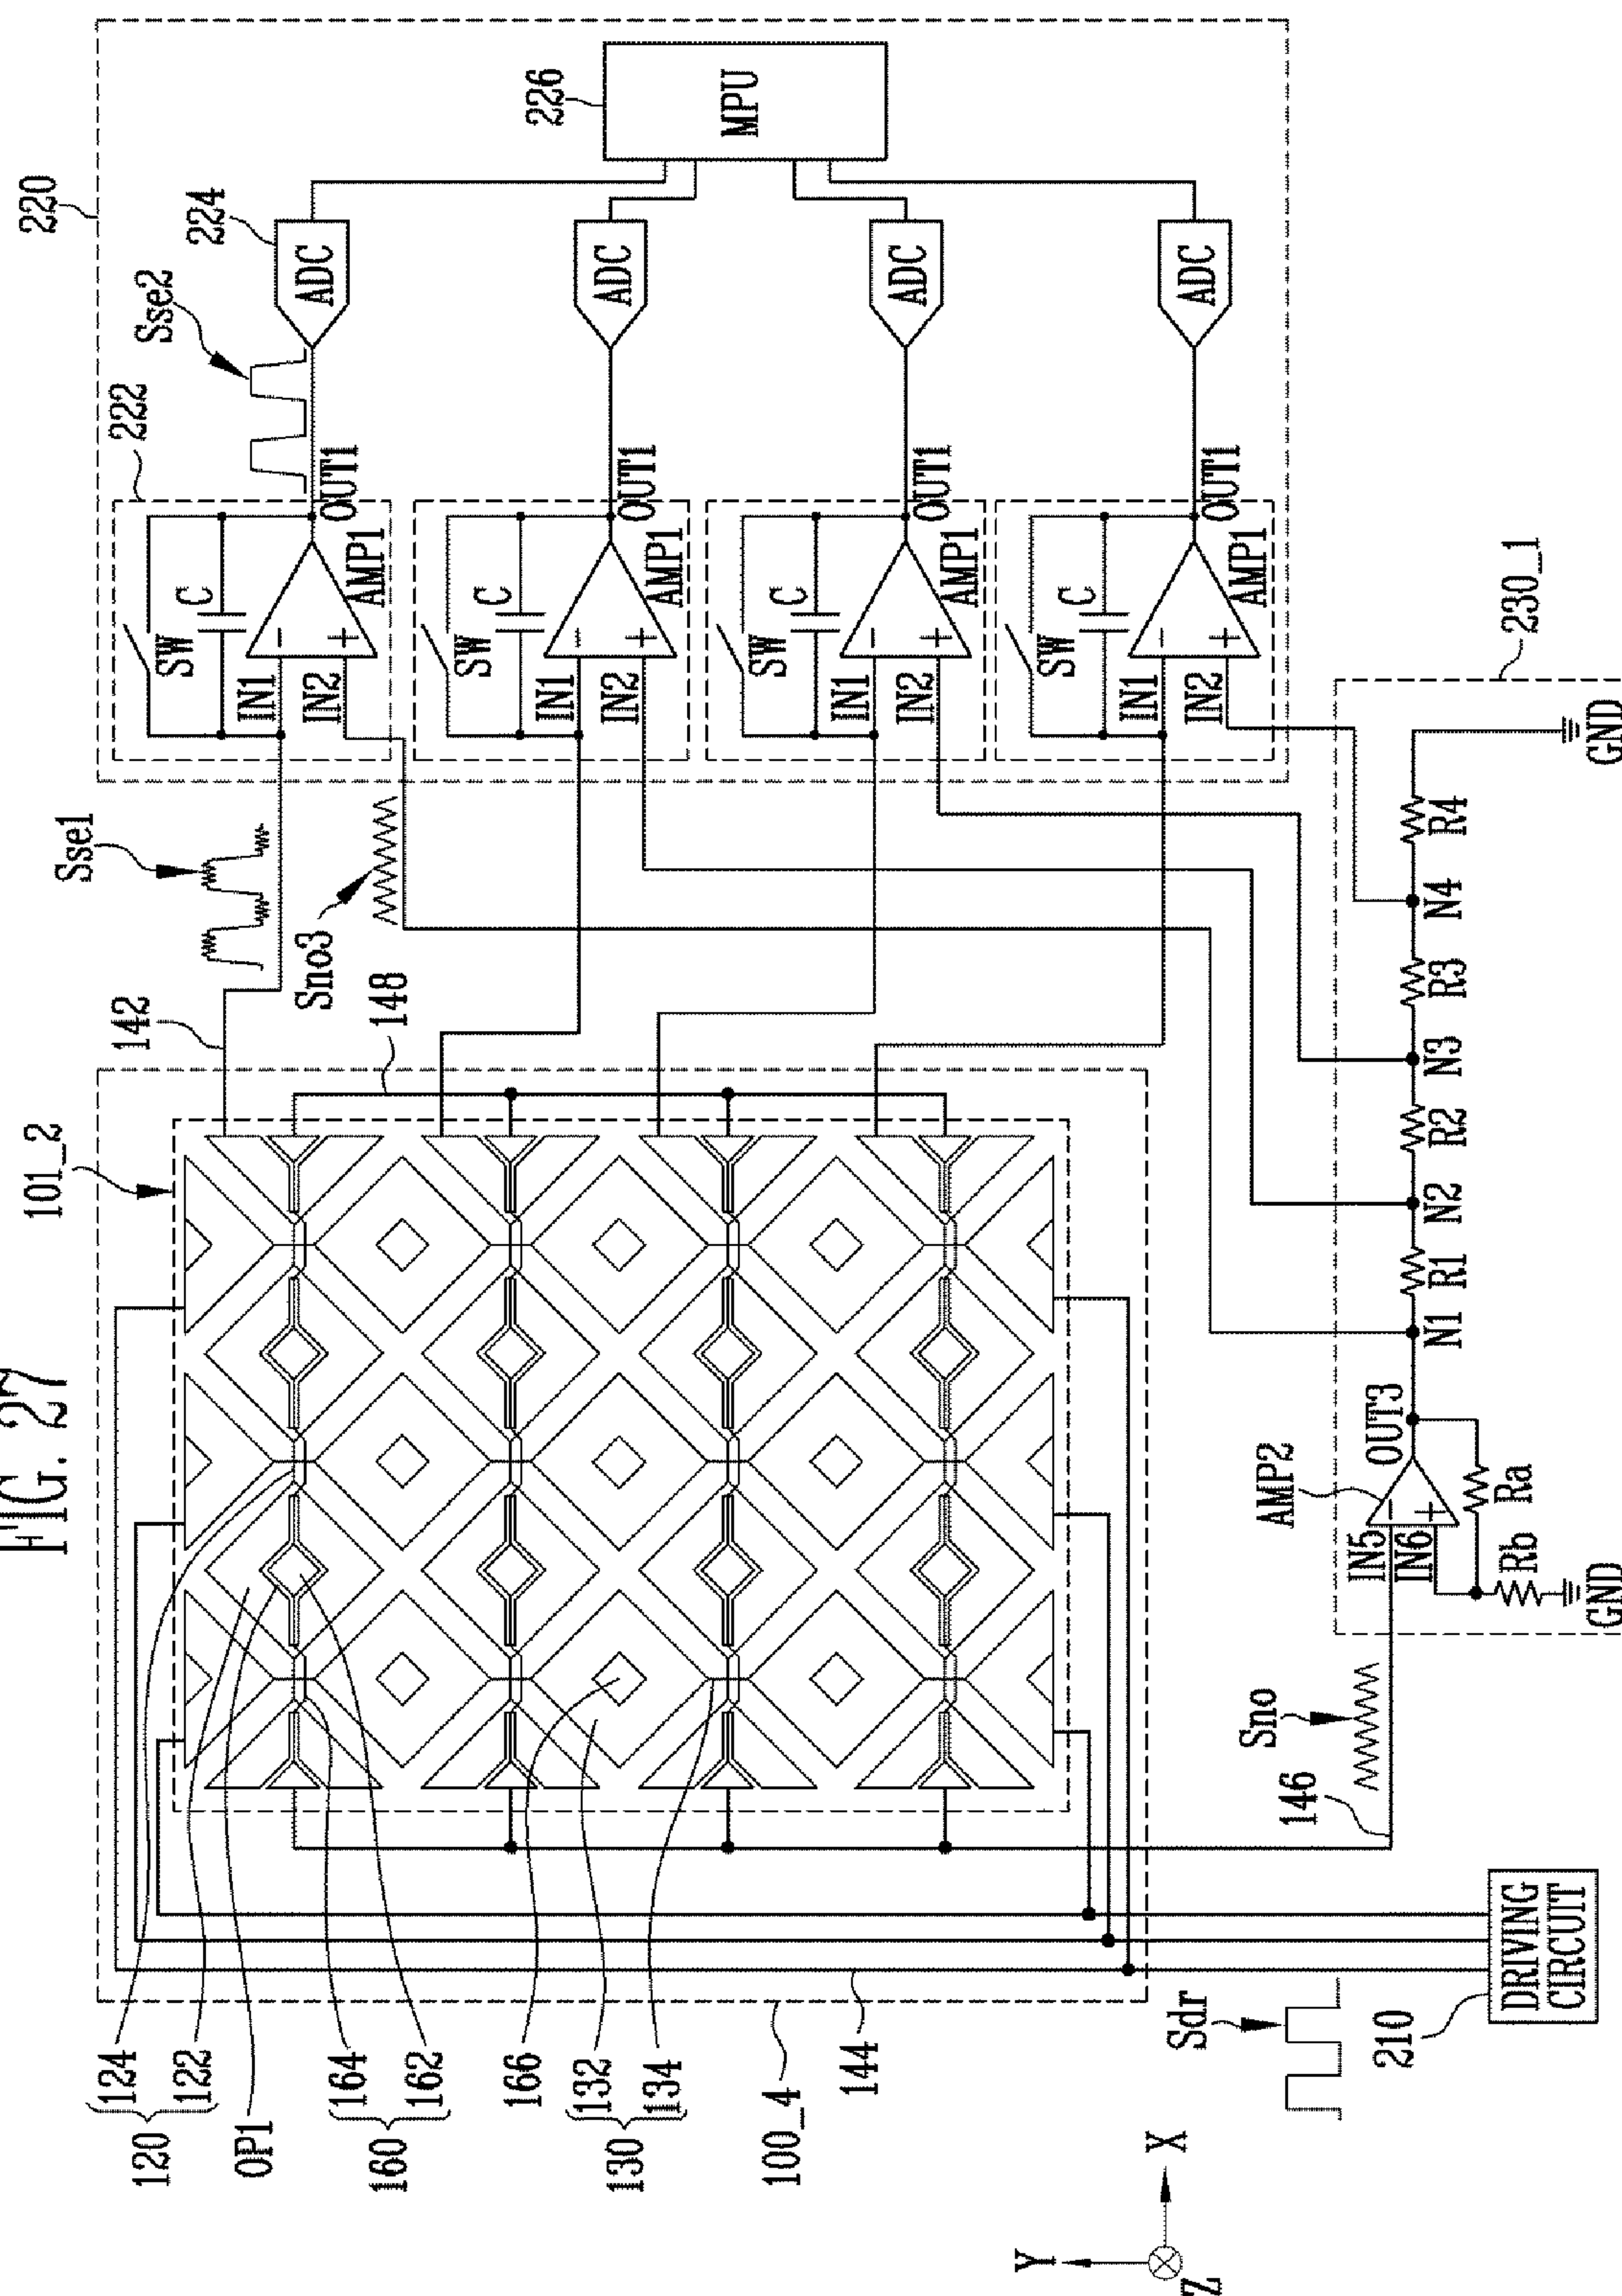 FIG. 27
220
226
MPU
224
Sse2
222
ADC
ADC
ADC
ADC
OUT1
OUT1
OUT1
OUT1
SW
C
IN1
IN2
AMP1
SW
C
IN1
IN2
AMP1
SW
C
IN1
IN2
AMP1
SW
C
IN1
IN2
AMP1
Sse1
Sno3
142
148
101_2
230_1
GND
R4
N4
R3
N3
R2
N2
R1
N1
OUT3
AMP2
IN5
IN6
Ra
Rb
GND
Sno
146
124
122
120
OP1
164
162
160
166
132
134
130
100_4
144
Sdr
210
DRIVING
CIRCUIT
X
Y
Z